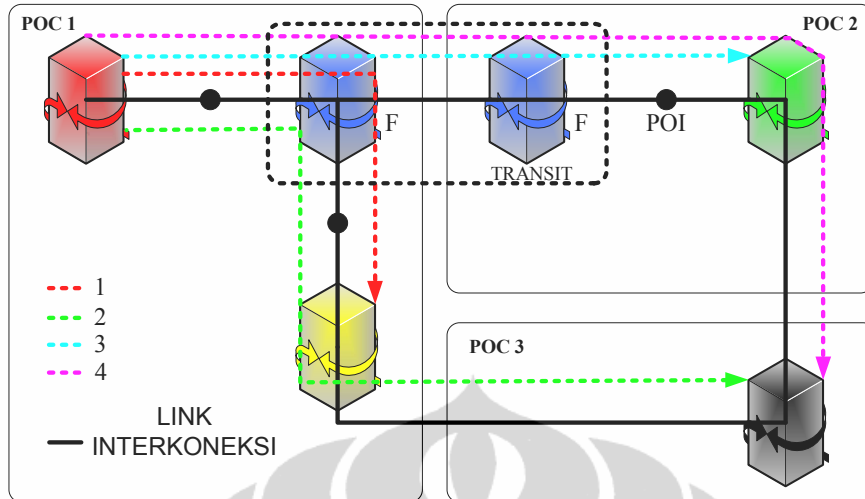 POC 1
POC 2
F
F
POI
TRANSIT
1
2
3
4
POC 3
LINK
INTERKONEKSI